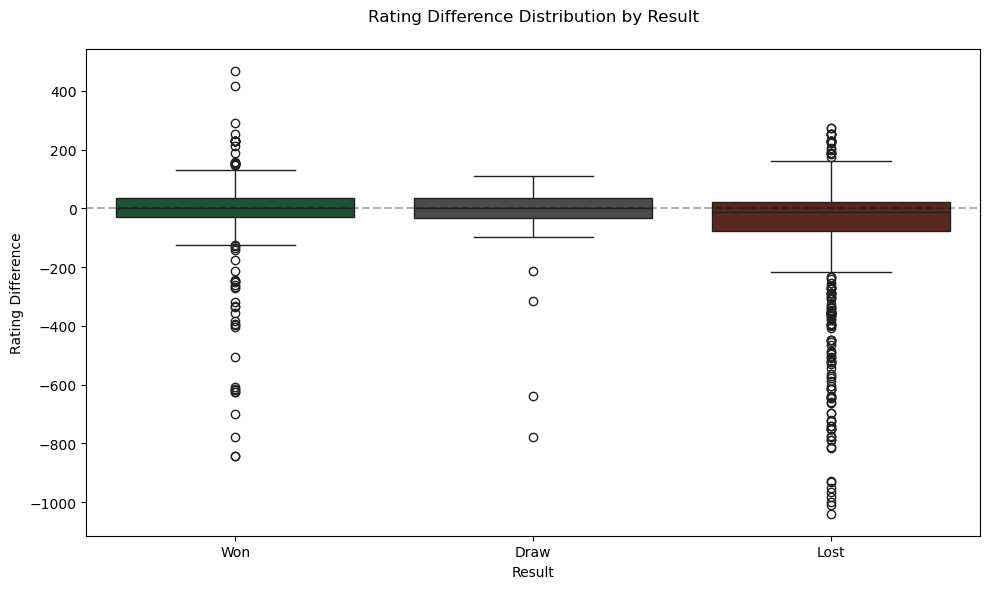 Rating Difference Distribution by Result
400
200
0
−200
−400
−600
−800
−1000
Rating Difference
Won
Draw
Lost
Result